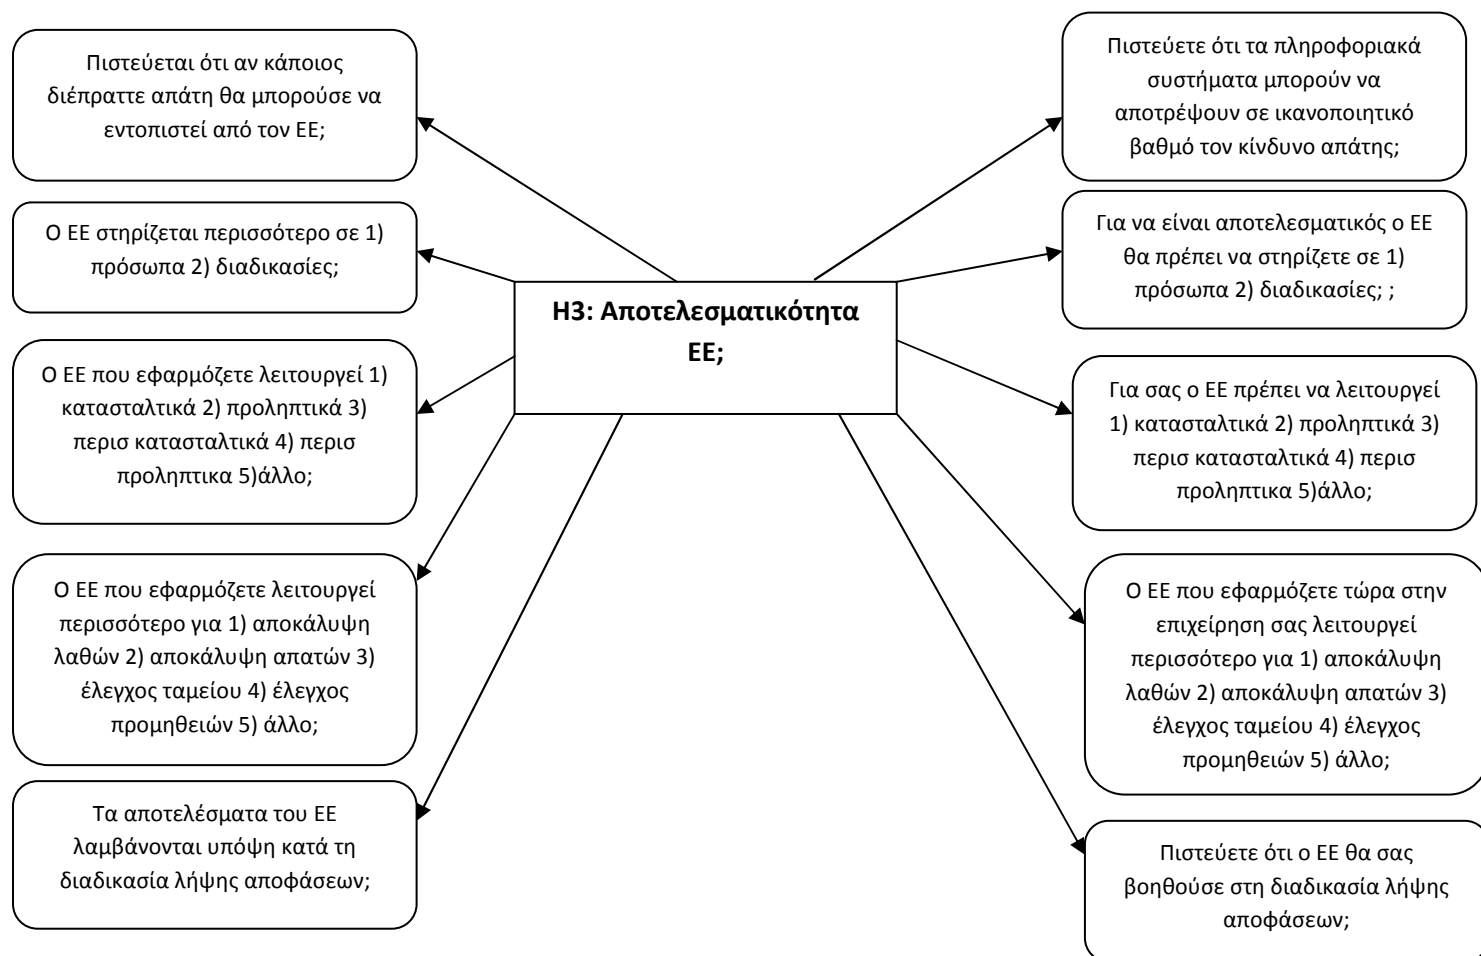 Πιστεύεται ότι αν κάποιος
διέπραττε απάτη θα μπορούσε να
εντοπιστεί από τον ΕΕ;
Ο ΕΕ στηρίζεται περισσότερο σε 1)
πρόσωπα 2) διαδικασίες;
Ο ΕΕ που εφαρμόζετε λειτουργεί 1)
κατασταλτικά 2) προληπτικά 3)
περισ κατασταλτικά 4) περισ
προληπτικα 5)άλλο;
Ο ΕΕ που εφαρμόζετε λειτουργεί
περισσότερο για 1) αποκάλυψη
λαθών 2) αποκάλυψη απατών 3)
έλεγχος ταμείου 4) έλεγχος
προμηθειών 5) άλλο;
Τα αποτελέσματα του ΕΕ
λαμβάνονται υπόψη κατά τη
διαδικασία λήψης αποφάσεων;
Η3: Αποτελεσματικότητα
ΕΕ;
Πιστεύετε ότι τα πληροφοριακά
συστήματα μπορούν να
αποτρέψουν σε ικανοποιητικό
βαθμό τον κίνδυνο απάτης;
Για να είναι αποτελεσματικός ο ΕΕ
θα πρέπει να στηρίζετε σε 1)
πρόσωπα 2) διαδικασίες; ;
Για σας ο ΕΕ πρέπει να λειτουργεί
1) κατασταλτικά 2) προληπτικά 3)
περισ κατασταλτικά 4) περισ
προληπτικα 5)άλλο;
Ο ΕΕ που εφαρμόζετε τώρα στην
επιχείρηση σας λειτουργεί
περισσότερο για 1) αποκάλυψη
λαθών 2) αποκάλυψη απατών 3)
έλεγχος ταμείου 4) έλεγχος
προμηθειών 5) άλλο;
Πιστεύετε ότι ο ΕΕ θα σας
βοηθούσε στη διαδικασία λήψης
αποφάσεων;